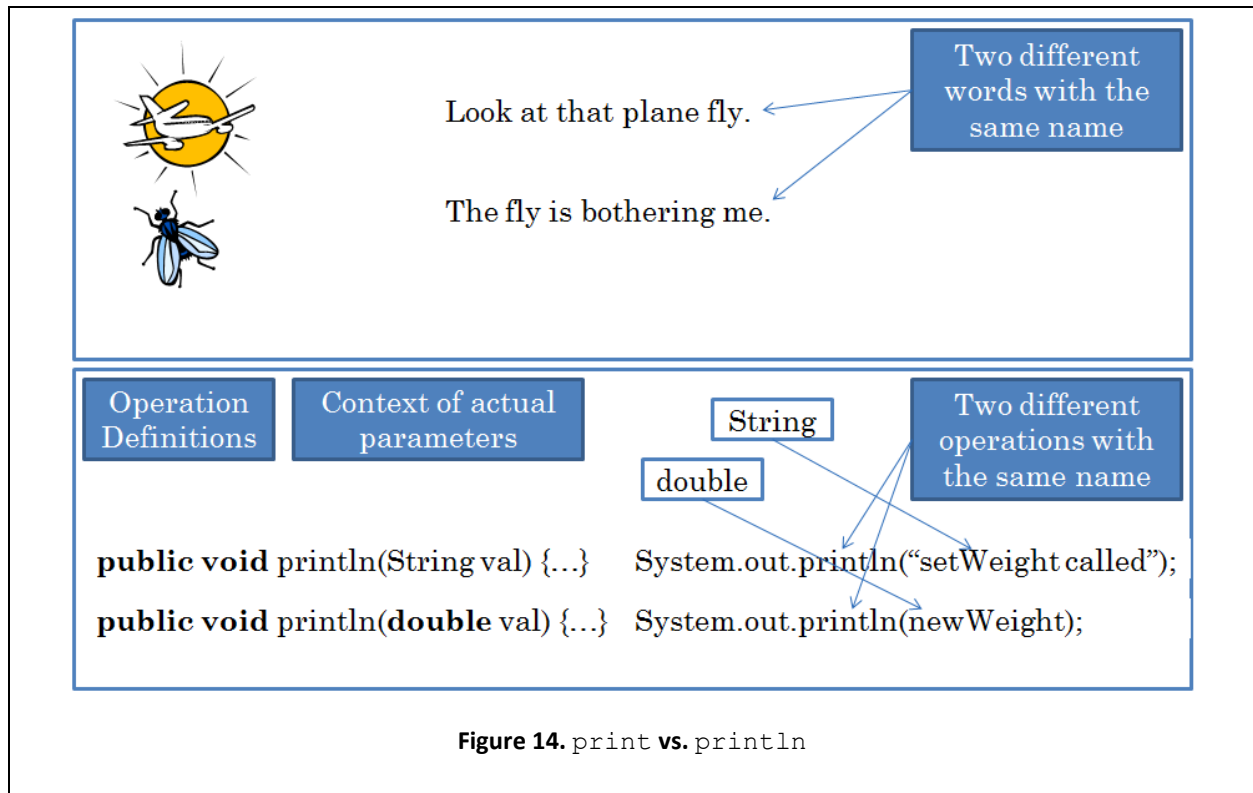 Look at that plane fly.
The fly is bothering me.
Two different
words with the
same name
Operation
Definitions
Context of actual
parameters
String
double
Two different
operations with
the same name
public void println(String val) {...}
System.out.println(“setWeight called”);
public void println(double val) {...}
System.out.println(newWeight);
Figure 14. print vs. println